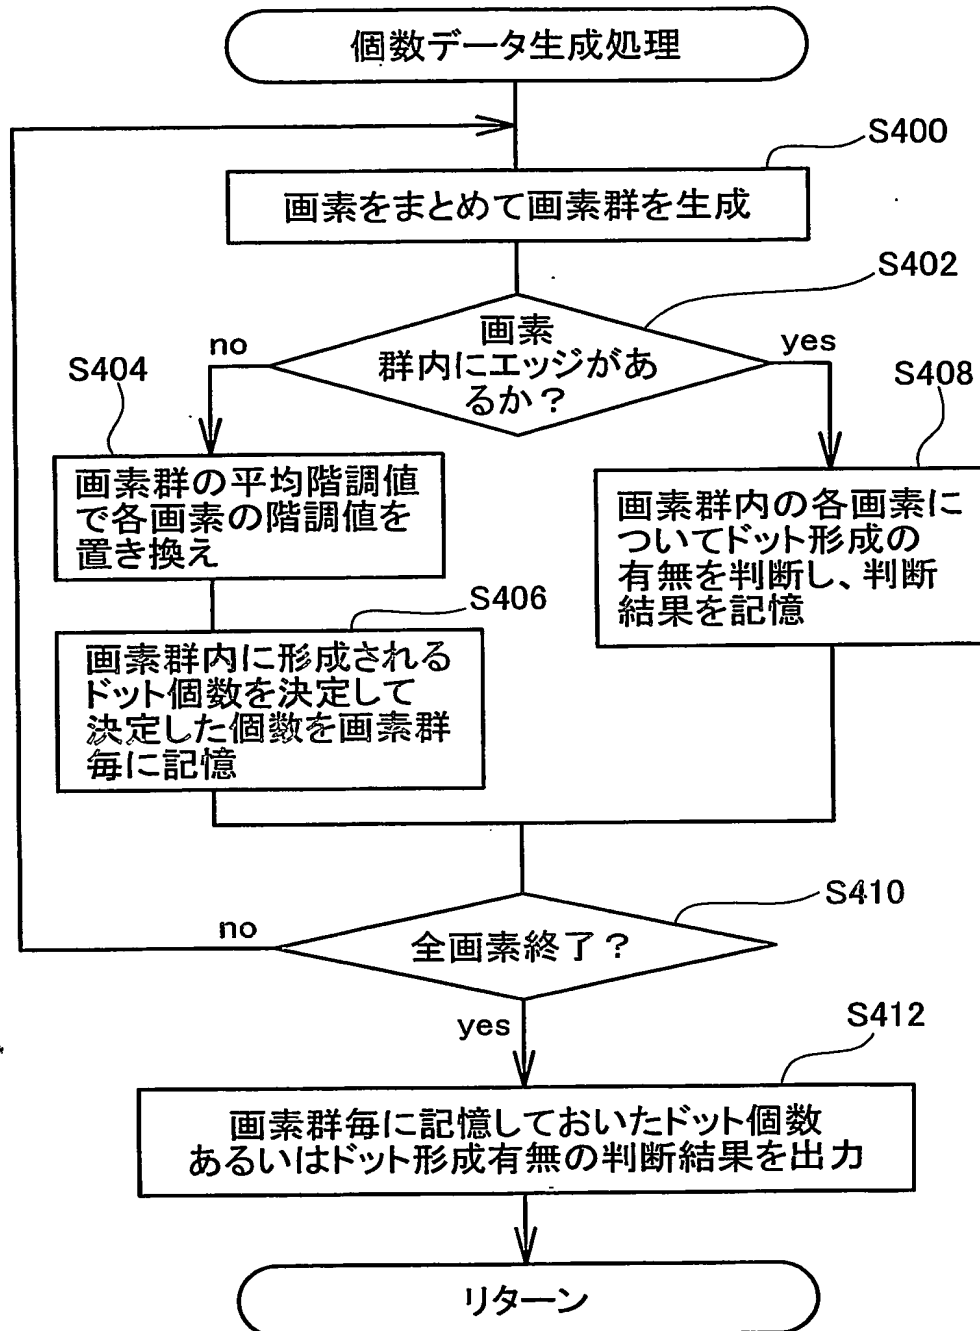 個数データ生成処理
S400
画素をまとめて画素群を生成
S402
画素
群内にエッジがあ
るか？
no
yes
S404
画素群の平均階調値
で各画素の階調値を
置き換え
S408
画素群内の各画素に
ついてドット形成の
有無を判断し、判断
結果を記憶
S406
画素群内に形成される
ドット個数を決定して
決定した個数を画素群
毎に記憶
S410
全画素終了？
no
yes
S412
画素群毎に記憶しておいたドット個数
あるいはドット形成有無の判断結果を出力
リターン